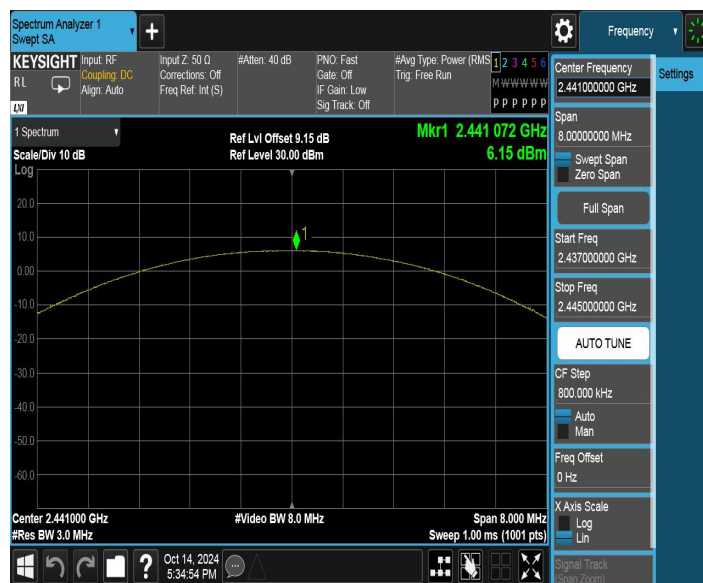 Spectrum Analyzer 1
Swept SA
+
Frequency
KEYSIGHT
RL
LXI
Input: RF
Coupling: DC
Align: Auto
Input Z: 50 Ω
Corrections: Off
Freq Ref: Int (S)
#Atten: 40 dB
PNO: Fast
Gate: Off
IF Gain: Low
Sig Track: Off
#Avg Type: Power (RMS
Trig: Free Run
1 2 3 4 5 6
M W W W W W
P P P P P P
1 Spectrum
Scale/Div 10 dB
Log
Ref Lvl Offset 9.15 dB
Ref Level 30.00 dBm
Mkr1 2.441 072 GHz
6.15 dBm
20.0
10.0
0.00
-10.0
-20.0
-30.0
-40.0
-50.0
-60.0
1
Center 2.441000 GHz
#Res BW 3.0 MHz
#Video BW 8.0 MHz
Span 8.000 MHz
Sweep 1.00 ms (1001 pts)
Center Frequency
2.441000000 GHz
Settings
Span
8.00000000 MHz
Swept Span
Zero Span
Full Span
Start Freq
2.437000000 GHz
Stop Freq
2.445000000 GHz
AUTO TUNE
CF Step
800.000 kHz
Auto
Man
Freq Offset
0 Hz
X Axis Scale
Log
Lin
Signal Track
(Span Zoom)
?
Oct 14, 2024
5:34:54 PM